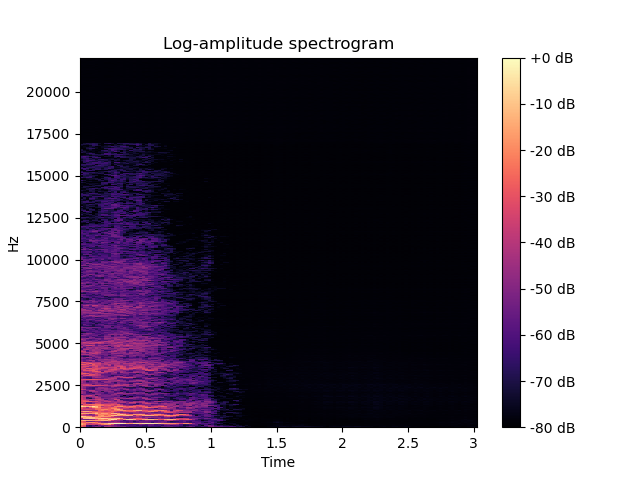 Log-amplitude spectrogram
Hz
20000
17500
15000
12500
10000
7500
5000
2500
0
0 0.5 1 1.5 2 2.5 3
Time
+0 dB
-10 dB
-20 dB
-30 dB
-40 dB
-50 dB
-60 dB
-70 dB
-80 dB